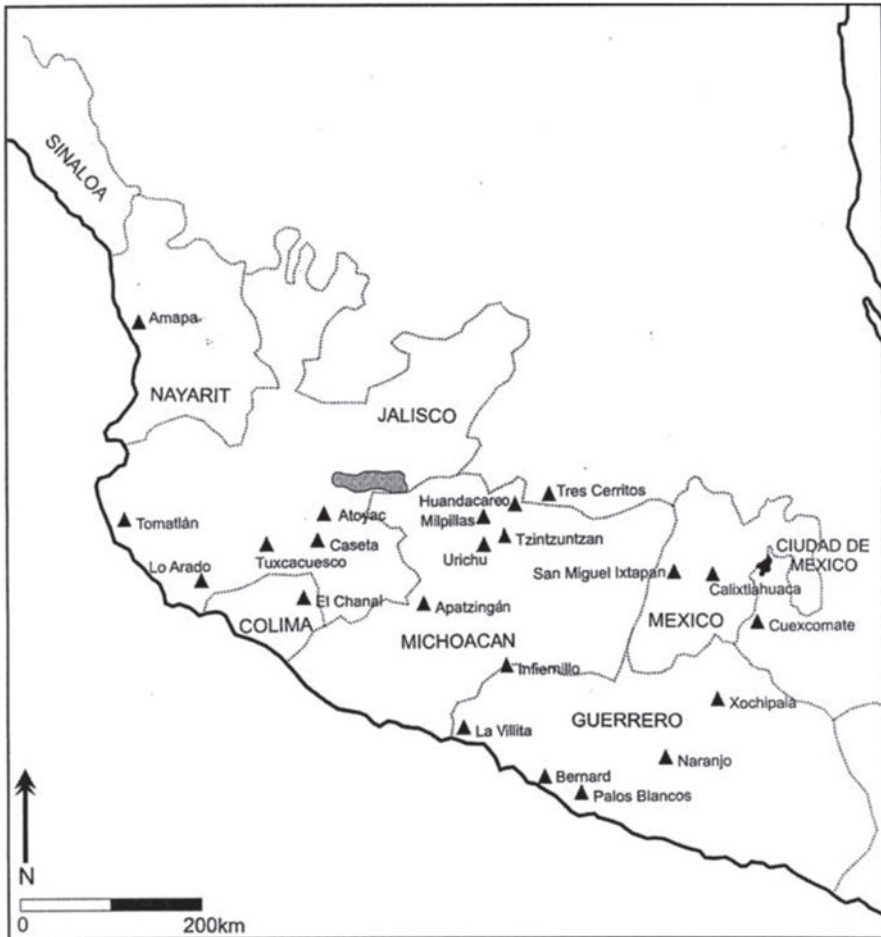 SINALOA
Amapa
NAYARIT
JALISCO
Tres Cerritos
Huandacareo
Milpillas
Atoyac
Tomatlán
Tzintzuntzan
Caseta
Urichu
Tuxcacuesco
CIUDAD DE
MEXICO
Lo Arado
San Miguel Ixtapan
Calixtlahuaca
El Chanal
Apatzingán
COLIMA
MEXICO
Cuexcomate
MICHOACAN
Infiernillo
Xochipala
GUERRERO
La Villita
Naranjo
Bernard
Palos Blancos
N
0 200km